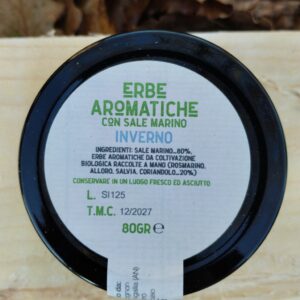 ERBE
AROMATICHE
CON SALE MARINO
INVERNO
INGREDIENTI: SALE MARINO...80%,
ERBE AROMATICHE DA COLTIVAZIONE
BIOLOGICA RACCOLTE A MANO (ROSMARINO,
ALLORO, SALVIA, CORIANDOLO...20%)
CONSERVARE IN UN LUOGO FRESCO ED ASCIUTTO
L. SI125
T.M.C. 12/2027
80GR ℮
(AN)